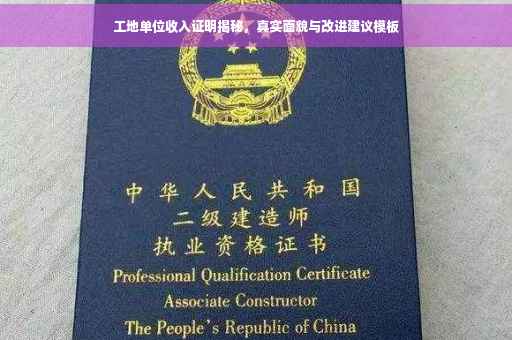 工地单位收入证明揭秘，真实面貌与改进建议模板
中华人民共和国
二级建造师
执业资格证书
Professional Qualification Certificate
Associate Constructor
The People's Republic of China